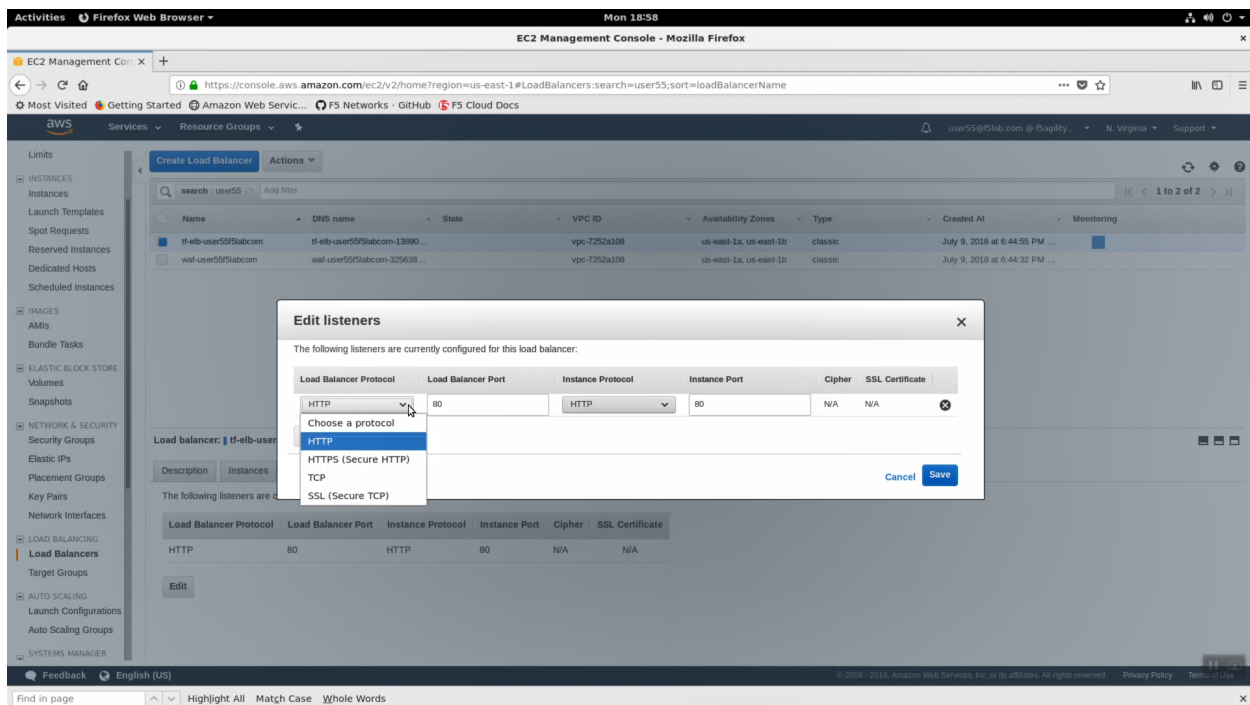 Activities Firefox Web Browser Mon 18:58
EC2 Management Console - Mozilla Firefox
EC2 Management Con
https://console.aws.amazon.com/ec2/v2/home?region=us-east-1#LoadBalancers:search=user55;sort=loadBalancerName
Most Visited Getting Started Amazon Web Servic... F5 Networks · GitHub F5 Cloud Docs
aws Services Resource Groups user55@f5lab.com @ f5agility... N. Virginia Support
Limits
INSTANCES
Instances
Launch Templates
Spot Requests
Reserved Instances
Dedicated Hosts
Scheduled Instances
IMAGES
AMIs
Bundle Tasks
ELASTIC BLOCK STORE
Volumes
Snapshots
NETWORK & SECURITY
Security Groups
Elastic IPs
Placement Groups
Key Pairs
Network Interfaces
LOAD BALANCING
Load Balancers
Target Groups
AUTO SCALING
Launch Configurations
Auto Scaling Groups
SYSTEMS MANAGER
Create Load Balancer Actions
search : user55 Add filter 1 to 2 of 2
Name DNS name State VPC ID Availability Zones Type Created At Monitoring
tf-elb-user55f5labcom tf-elb-user55f5labcom-13890... vpc-7252a108 us-east-1a, us-east-1b classic July 9, 2018 at 6:44:55 PM ...
waf-user55f5labcom waf-user55f5labcom-325638... vpc-7252a108 us-east-1a, us-east-1b classic July 9, 2018 at 6:44:32 PM ...
Edit listeners
The following listeners are currently configured for this load balancer:
Load Balancer Protocol Load Balancer Port Instance Protocol Instance Port Cipher SSL Certificate
HTTP 80 HTTP 80 N/A N/A
Choose a protocol
HTTP
HTTPS (Secure HTTP)
TCP
SSL (Secure TCP)
Cancel Save
Load balancer: tf-elb-user
Description Instances
The following listeners are c
Load Balancer Protocol Load Balancer Port Instance Protocol Instance Port Cipher SSL Certificate
HTTP 80 HTTP 80 N/A N/A
Edit
Feedback English (US) © 2008 - 2018, Amazon Web Services, Inc. or its affiliates. All rights reserved. Privacy Policy Terms of Use
Find in page Highlight All Match Case Whole Words